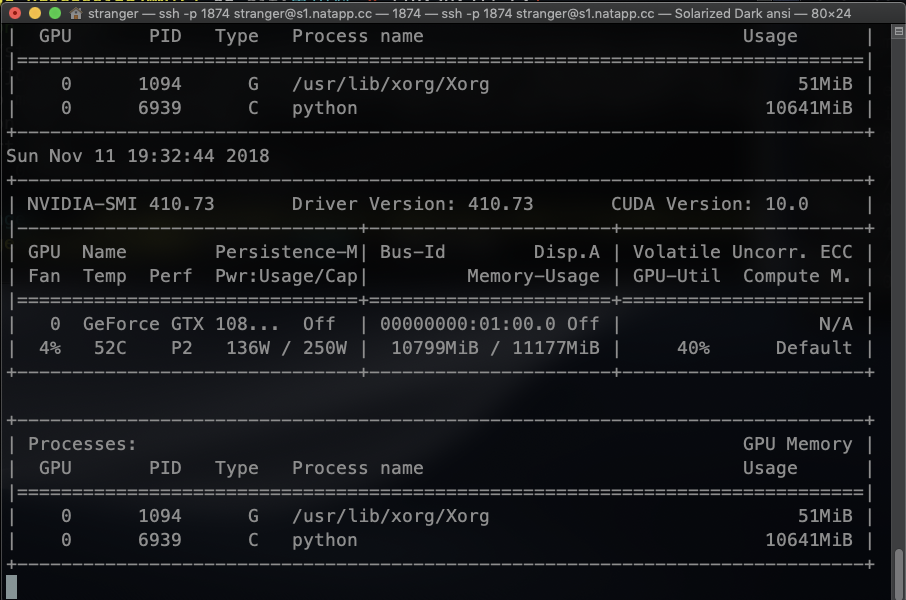 stranger — ssh -p 1874 stranger@s1.natapp.cc — 1874 — ssh -p 1874 stranger@s1.natapp.cc — Solarized Dark ansi — 80×24
|  GPU       PID   Type   Process name                             Usage      |
|=============================================================================|
|    0      1094      G   /usr/lib/xorg/Xorg                            51MiB |
|    0      6939      C   python                                     10641MiB |
+-----------------------------------------------------------------------------+
Sun Nov 11 19:32:44 2018
+-----------------------------------------------------------------------------+
| NVIDIA-SMI 410.73       Driver Version: 410.73       CUDA Version: 10.0     |
|-------------------------------+----------------------+----------------------+
| GPU  Name        Persistence-M| Bus-Id        Disp.A | Volatile Uncorr. ECC |
| Fan  Temp  Perf  Pwr:Usage/Cap|         Memory-Usage | GPU-Util  Compute M. |
|===============================+======================+======================|
|   0  GeForce GTX 108...  Off  | 00000000:01:00.0 Off |                  N/A |
|  4%   52C    P2   136W / 250W |  10799MiB / 11177MiB |     40%      Default |
+-------------------------------+----------------------+----------------------+
+-----------------------------------------------------------------------------+
| Processes:                                                       GPU Memory |
|  GPU       PID   Type   Process name                             Usage      |
|=============================================================================|
|    0      1094      G   /usr/lib/xorg/Xorg                            51MiB |
|    0      6939      C   python                                     10641MiB |
+-----------------------------------------------------------------------------+